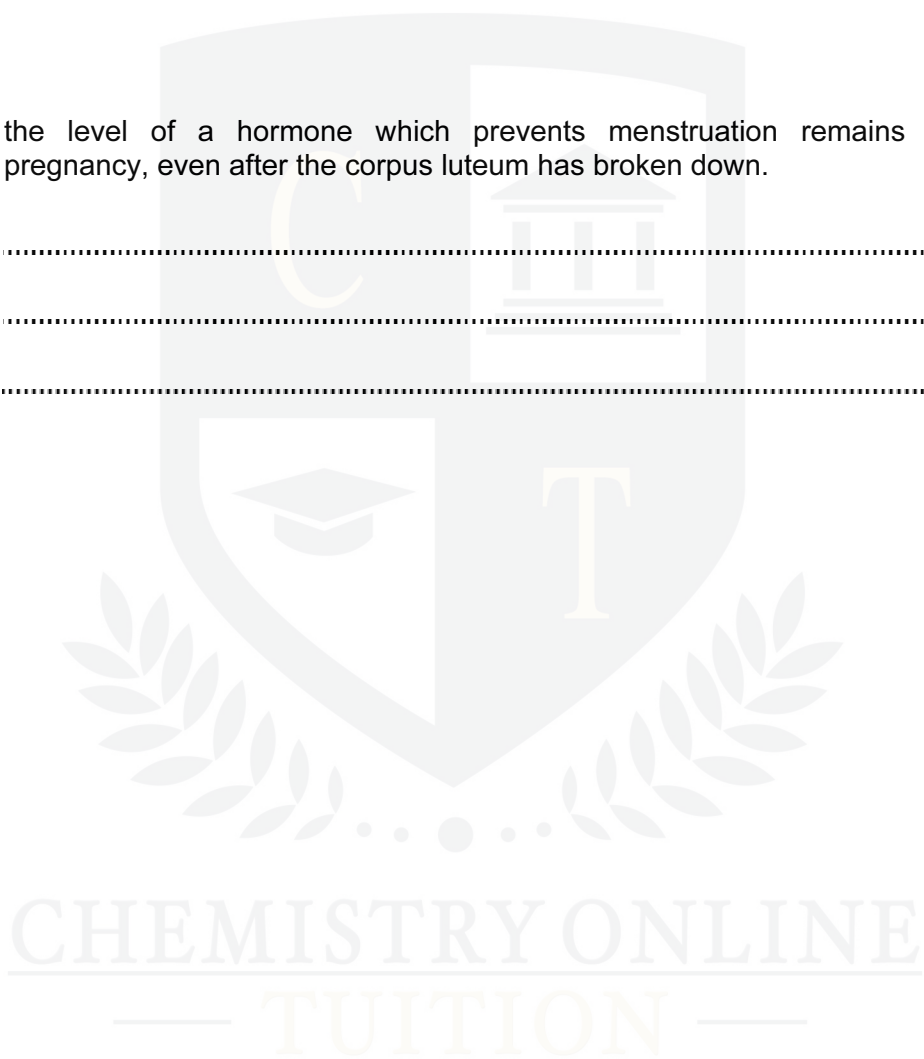 the level of a hormone which prevents menstruation remains
pregnancy, even after the corpus luteum has broken down.
C
T
CHEMISTRY ONLINE
TUITION